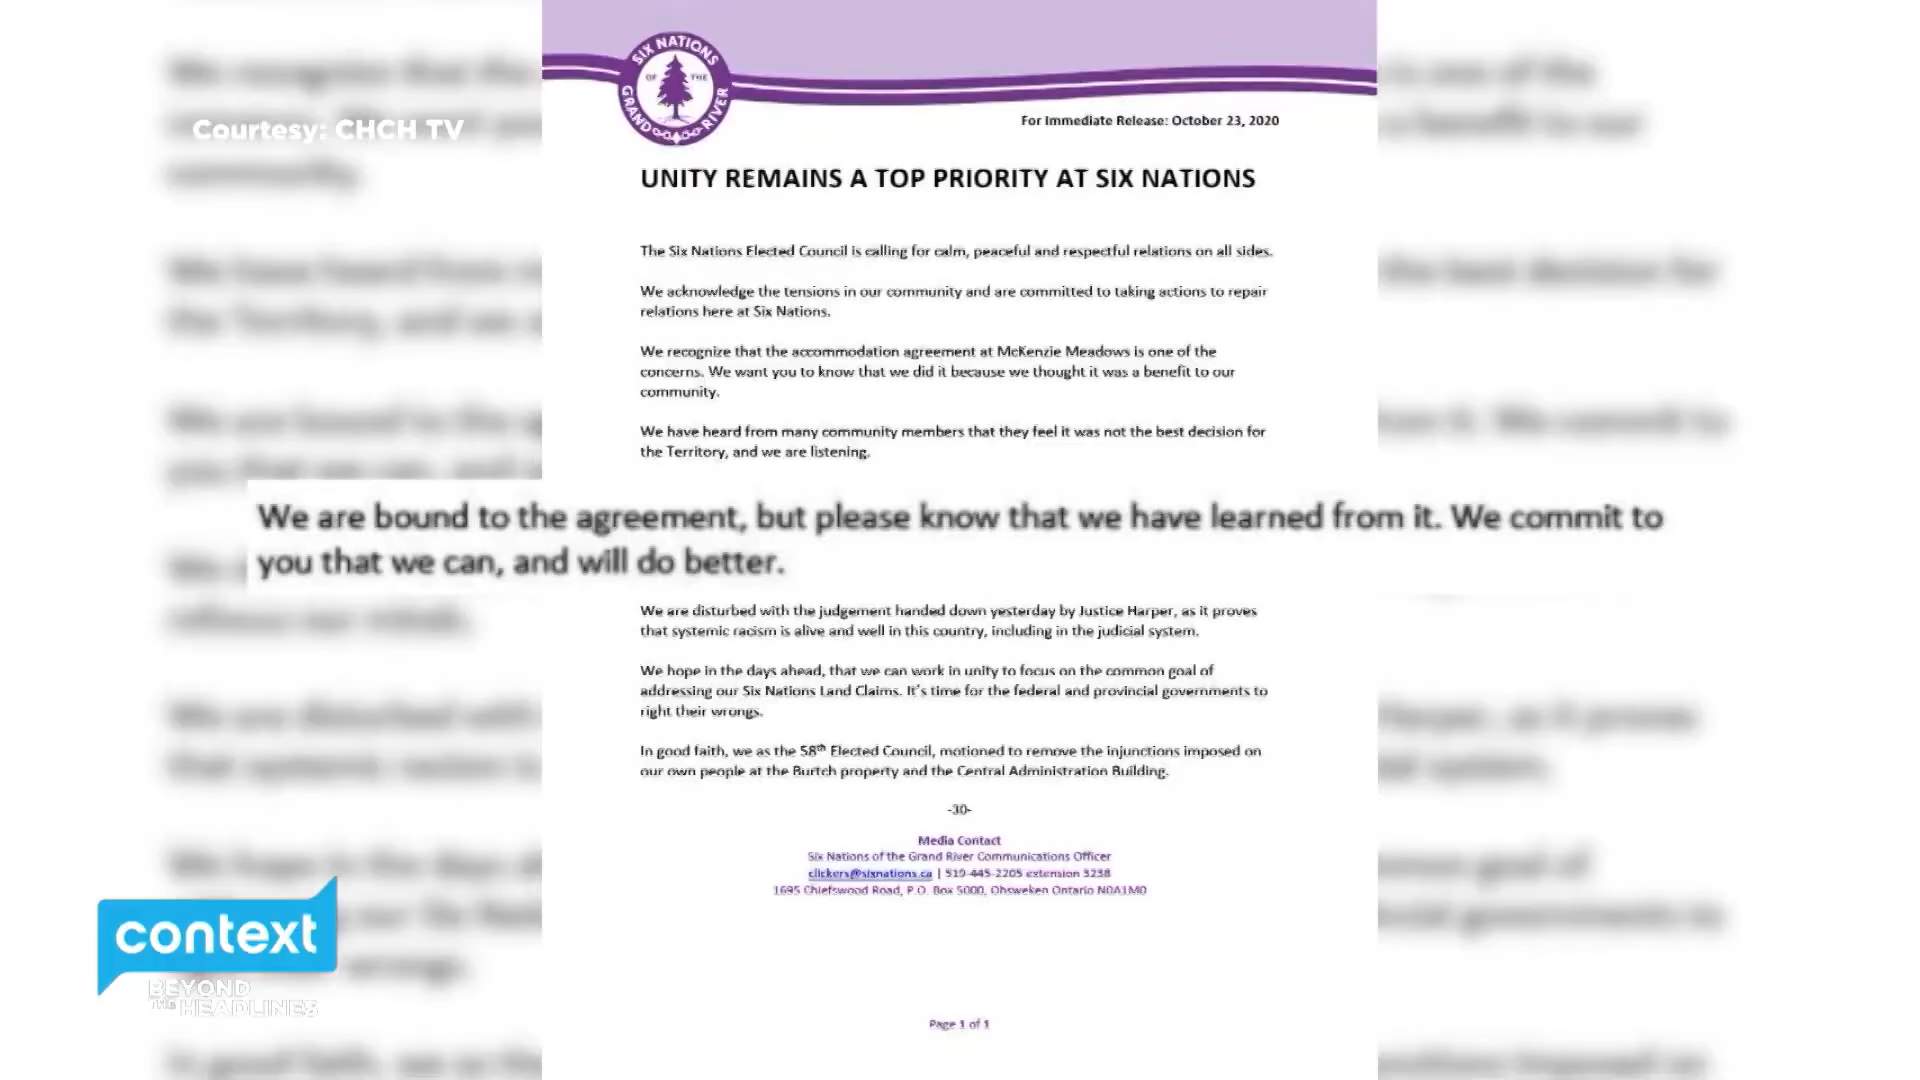 SIX NATIONS
OF THE
GRAND RIVER
Courtesy: CHCH TV
For Immediate Release: October 23, 2020
UNITY REMAINS A TOP PRIORITY AT SIX NATIONS
The Six Nations Elected Council is calling for calm, peaceful and respectful relations on all sides.
We acknowledge the tensions in our community and are committed to taking actions to repair
relations here at Six Nations.
We recognize that the accommodation agreement at McKenzie Meadows is one of the
concerns. We want you to know that we did it because we thought it was a benefit to our
community.
We have heard from many community members that they feel it was not the best decision for
the Territory, and we are listening.
We are bound to the agreement, but please know that we have learned from it. We commit to
you that we can, and will do better.
We are disturbed with the judgement handed down yesterday by Justice Harper, as it proves
that systemic racism is alive and well in this country, including in the judicial system.
We hope in the days ahead, that we can work in unity to focus on the common goal of
addressing our Six Nations Land Claims. It's time for the federal and provincial governments to
right their wrongs.
In good faith, we as the 58th Elected Council, motioned to remove the injunctions imposed on
our own people at the Burtch property and the Central Administration Building.
-30-
Media Contact
Six Nations of the Grand River Communications Officer
clickers@sixnations.ca | 519-445-2205 extension 3238
1695 Chiefswood Road, P.O. Box 5000, Ohsweken Ontario N0A1M0
Page 1 of 1
context
BEYOND
THE HEADLINES